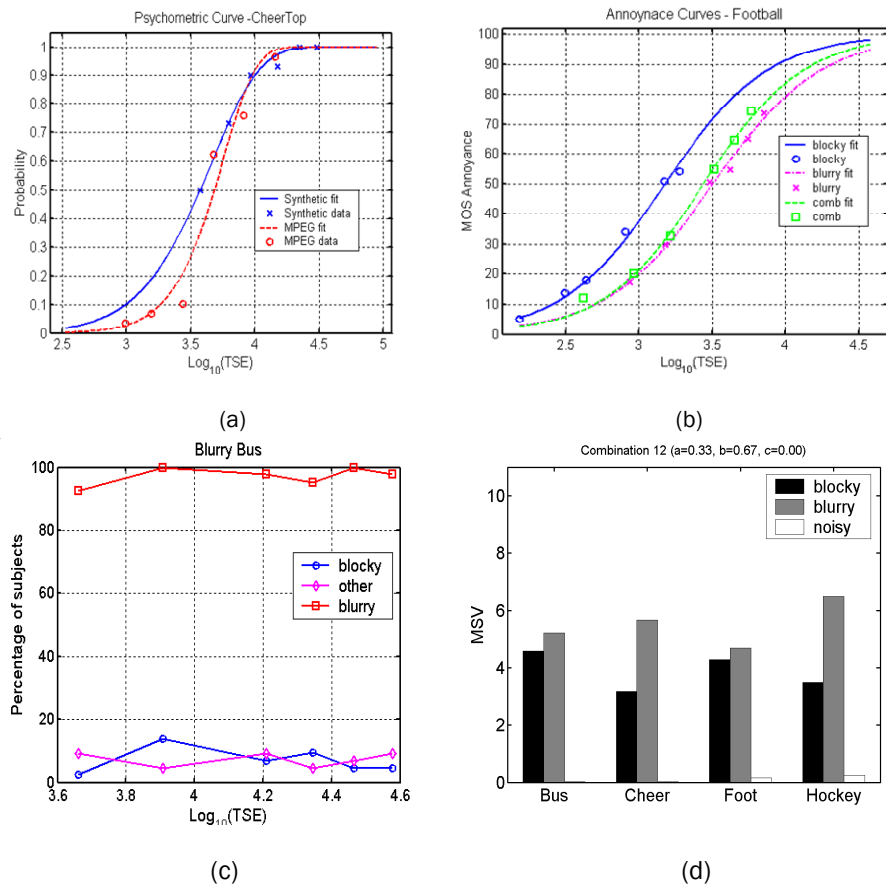 Psychometric Curve -CheerTop
Probability
1
0.9
0.8
0.7
0.6
0.5
0.4
0.3
0.2
0.1
0
Synthetic fit
Synthetic data
MPEG fit
MPEG data
2.5 3 3.5 4 4.5 5
Log10(TSE)
(a)
Annoynace Curves - Football
MOS Annoyance
100
90
80
70
60
50
40
30
20
10
0
blocky fit
blocky
blurry fit
blurry
comb fit
comb
2.5 3 3.5 4 4.5
Log10(TSE)
(b)
Blurry Bus
Percentage of subjects
100
80
60
40
20
0
blocky
other
blurry
3.6 3.8 4 4.2 4.4 4.6
Log10(TSE)
(c)
Combination 12 (a=0.33, b=0.67, c=0.00)
MSV
10
8
6
4
2
0
blocky
blurry
noisy
Bus Cheer Foot Hockey
(d)